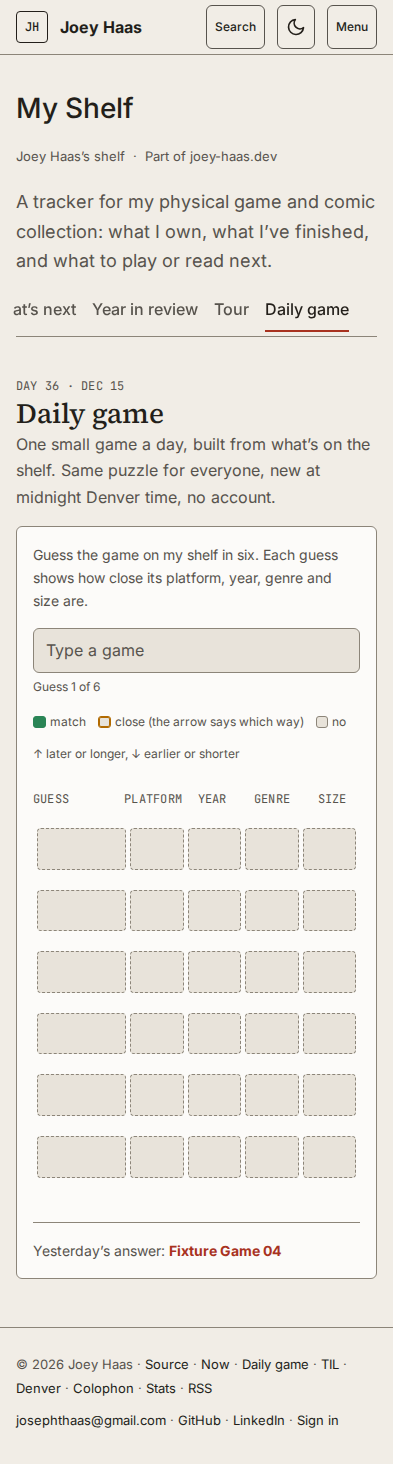 JH Joey Haas Search Menu
My Shelf
Joey Haas's shelf · Part of joey-haas.dev
A tracker for my physical game and comic
collection: what I own, what I've finished,
and what to play or read next.
at's next Year in review Tour Daily game
DAY 36 · DEC 15
Daily game
One small game a day, built from what's on the
shelf. Same puzzle for everyone, new at
midnight Denver time, no account.
Guess the game on my shelf in six. Each guess
shows how close its platform, year, genre and
size are.
Type a game
Guess 1 of 6
match close (the arrow says which way) no
↑ later or longer, ↓ earlier or shorter
GUESS PLATFORM YEAR GENRE SIZE
Yesterday's answer: Fixture Game 04
© 2026 Joey Haas · Source · Now · Daily game · TIL ·
Denver · Colophon · Stats · RSS
josephthaas@gmail.com · GitHub · LinkedIn · Sign in